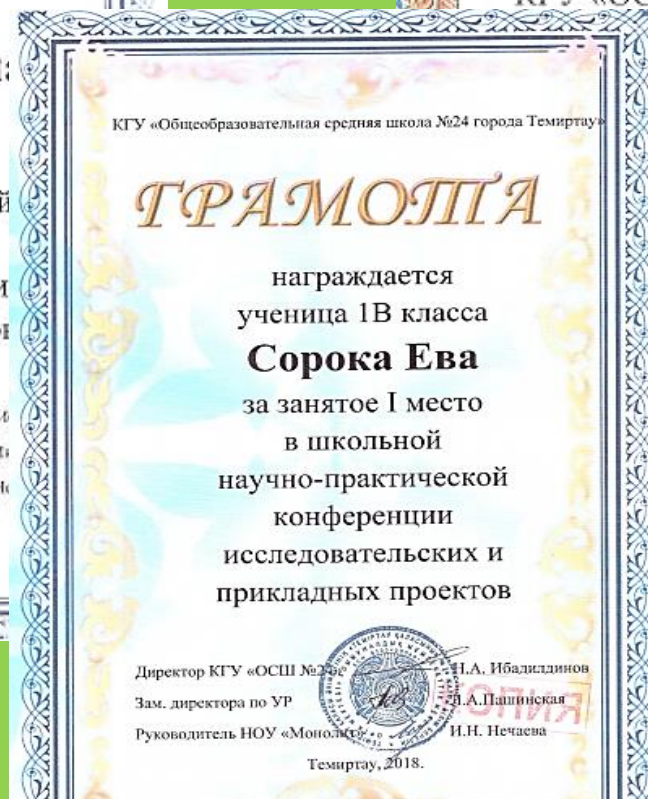 КГУ «Общеобразовательная средняя школа №24 города Темиртау»
ГРАМОТА
награждается
ученица 1В класса
Сорока Ева
за занятое I место
в школьной
научно-практической
конференции
исследовательских и
прикладных проектов
Директор КГУ «ОСШ Ибадилдинов
Зам. директора по УР Пашинская
Руководитель НОУ «Монолит» И.Н. Нечаева
КОПИЯ
Темиртау, 2018.